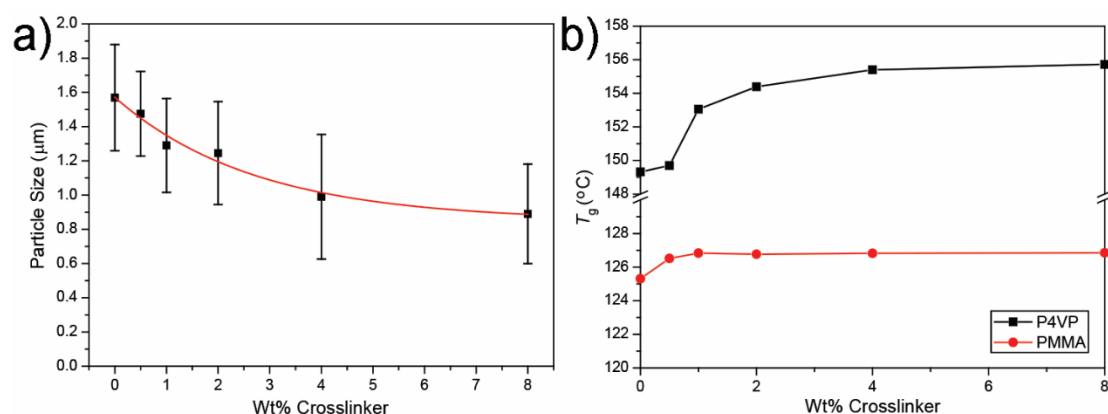 a)
2.0
1.8
1.6
1.4
1.2
1.0
0.8
0.6
0.4
0.2
0.0
Particle Size (μm)
0 1 2 3 4 5 6 7 8
Wt% Crosslinker
b)
158
156
154
152
150
148
128
126
124
122
120
Tg (°C)
P4VP
PMMA
0 2 4 6 8
Wt% Crosslinker